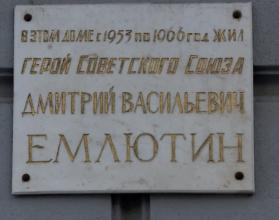 В ЭТОМ ДОМЕ с 1953 по 1966 год ЖИЛ
ГЕРОЙ СОВЕТСКОГО СОЮЗА
ДМИТРИЙ ВАСИЛЬЕВИЧ
ЕМЛЮТИН